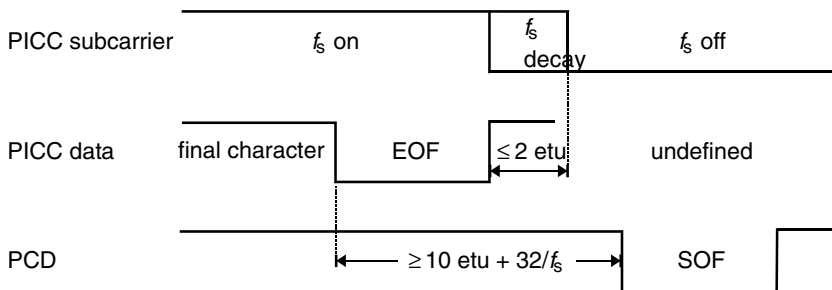 PICC subcarrier fs on fs decay fs off
PICC data final character EOF ≤ 2 etu undefined
PCD ≥ 10 etu + 32/fs SOF